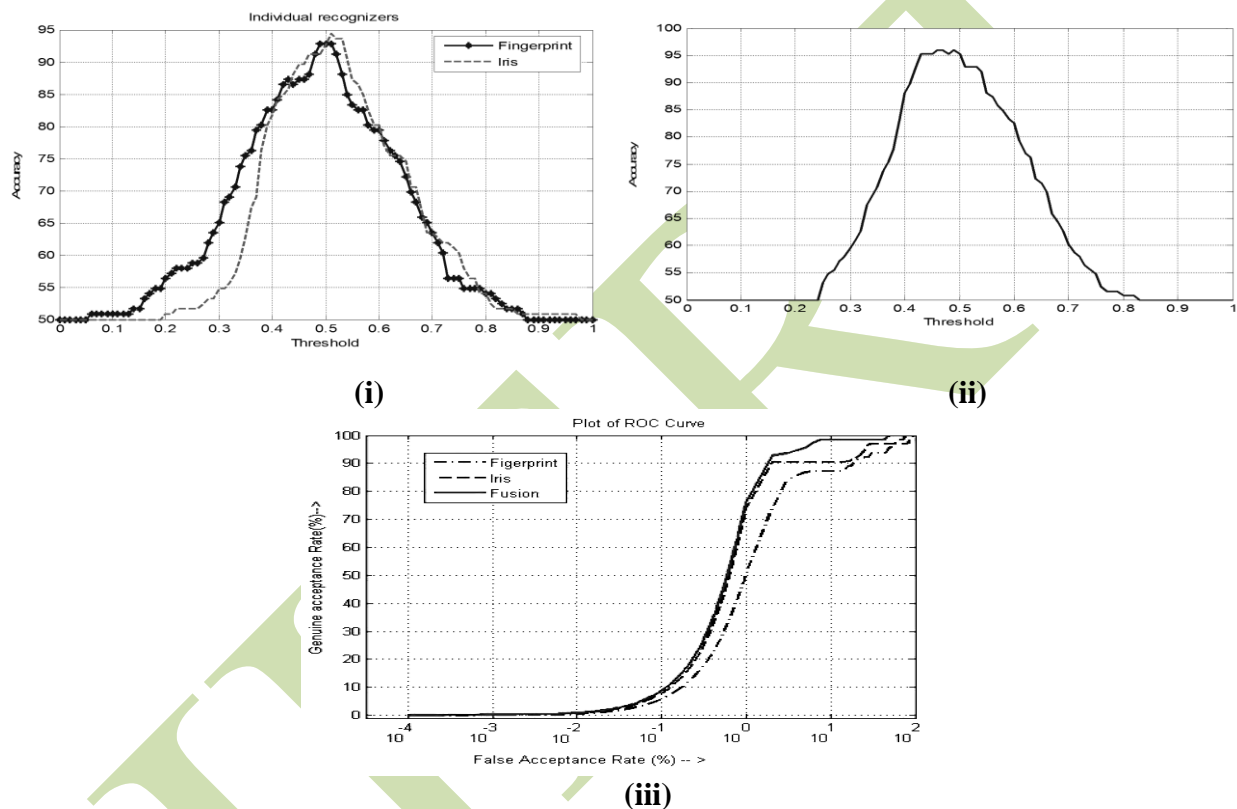 Individual recognizers
95
90
85
80
75
70
65
60
55
50
Accuracy
Fingerprint
Iris
0 0.1 0.2 0.3 0.4 0.5 0.6 0.7 0.8 0.9 1
Threshold
(i)
100
95
90
85
80
75
70
65
60
55
50
Accuracy
0 0.1 0.2 0.3 0.4 0.5 0.6 0.7 0.8 0.9 1
Threshold
(ii)
Plot of ROC Curve
100
90
80
70
60
50
40
30
20
10
0
Genuine acceptance Rate(%)-->
Figerprint
Iris
Fusion
10^-4 10^-3 10^-2 10^-1 10^0 10^1 10^2
False Acceptance Rate (%) -- >
(iii)